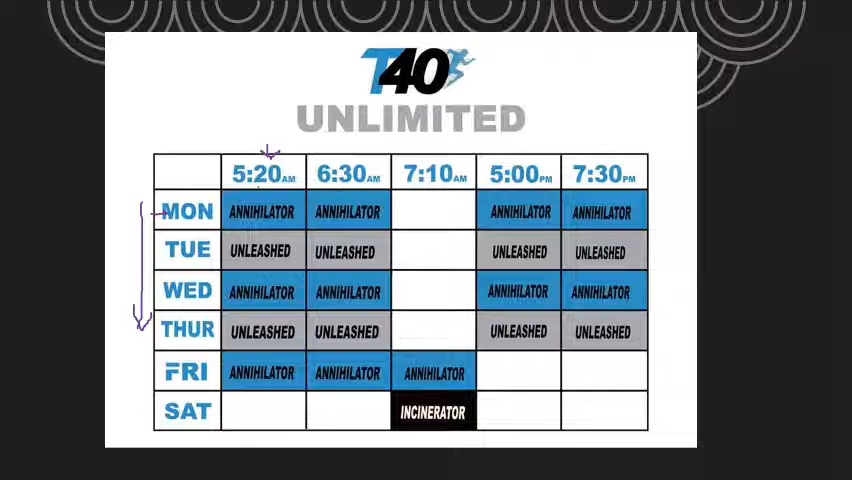 T40
UNLIMITED
5:20AM 6:30AM 7:10AM 5:00PM 7:30PM
MON ANNIHILATOR ANNIHILATOR ANNIHILATOR ANNIHILATOR
TUE UNLEASHED UNLEASHED UNLEASHED UNLEASHED
WED ANNIHILATOR ANNIHILATOR ANNIHILATOR ANNIHILATOR
THUR UNLEASHED UNLEASHED UNLEASHED UNLEASHED
FRI ANNIHILATOR ANNIHILATOR ANNIHILATOR
SAT INCINERATOR